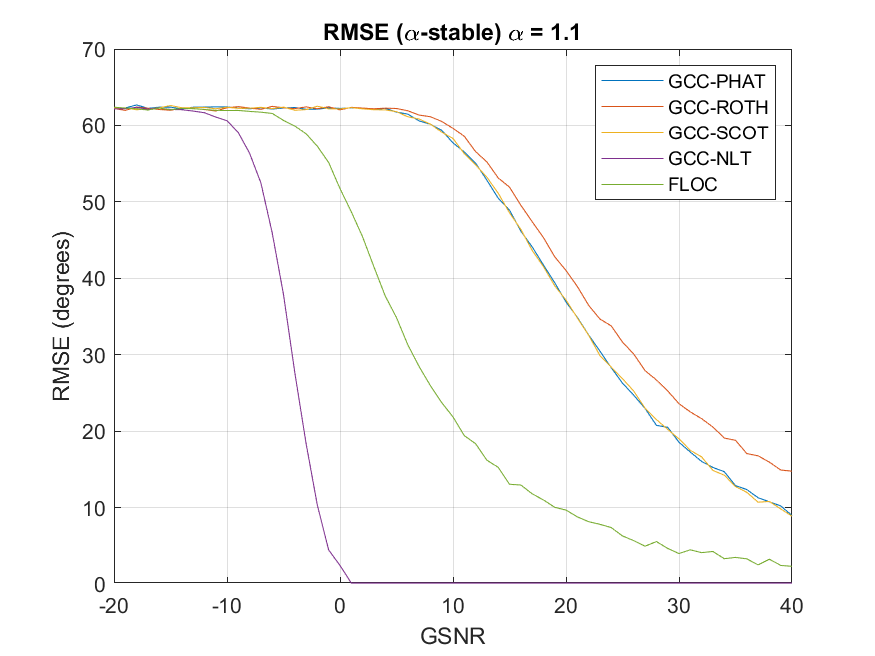 RMSE (α-stable) α = 1.1
70
60
50
40
30
20
10
0
RMSE (degrees)
GCC-PHAT
GCC-ROTH
GCC-SCOT
GCC-NLT
FLOC
-20
-10
0
10
20
30
40
GSNR